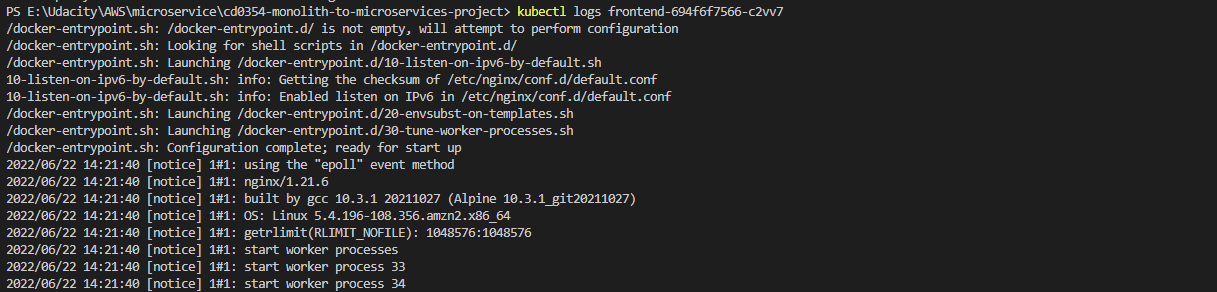 PS E:\Udacity\AWS\microservice\cd0354-monolith-to-microservices-project> kubectl logs frontend-694f6f7566-c2vv7
/docker-entrypoint.sh: /docker-entrypoint.d/ is not empty, will attempt to perform configuration
/docker-entrypoint.sh: Looking for shell scripts in /docker-entrypoint.d/
/docker-entrypoint.sh: Launching /docker-entrypoint.d/10-listen-on-ipv6-by-default.sh
10-listen-on-ipv6-by-default.sh: info: Getting the checksum of /etc/nginx/conf.d/default.conf
10-listen-on-ipv6-by-default.sh: info: Enabled listen on IPv6 in /etc/nginx/conf.d/default.conf
/docker-entrypoint.sh: Launching /docker-entrypoint.d/20-envsubst-on-templates.sh
/docker-entrypoint.sh: Launching /docker-entrypoint.d/30-tune-worker-processes.sh
/docker-entrypoint.sh: Configuration complete; ready for start up
2022/06/22 14:21:40 [notice] 1#1: using the "epoll" event method
2022/06/22 14:21:40 [notice] 1#1: nginx/1.21.6
2022/06/22 14:21:40 [notice] 1#1: built by gcc 10.3.1 20211027 (Alpine 10.3.1_git20211027)
2022/06/22 14:21:40 [notice] 1#1: OS: Linux 5.4.196-108.356.amzn2.x86_64
2022/06/22 14:21:40 [notice] 1#1: getrlimit(RLIMIT_NOFILE): 1048576:1048576
2022/06/22 14:21:40 [notice] 1#1: start worker processes
2022/06/22 14:21:40 [notice] 1#1: start worker process 33
2022/06/22 14:21:40 [notice] 1#1: start worker process 34